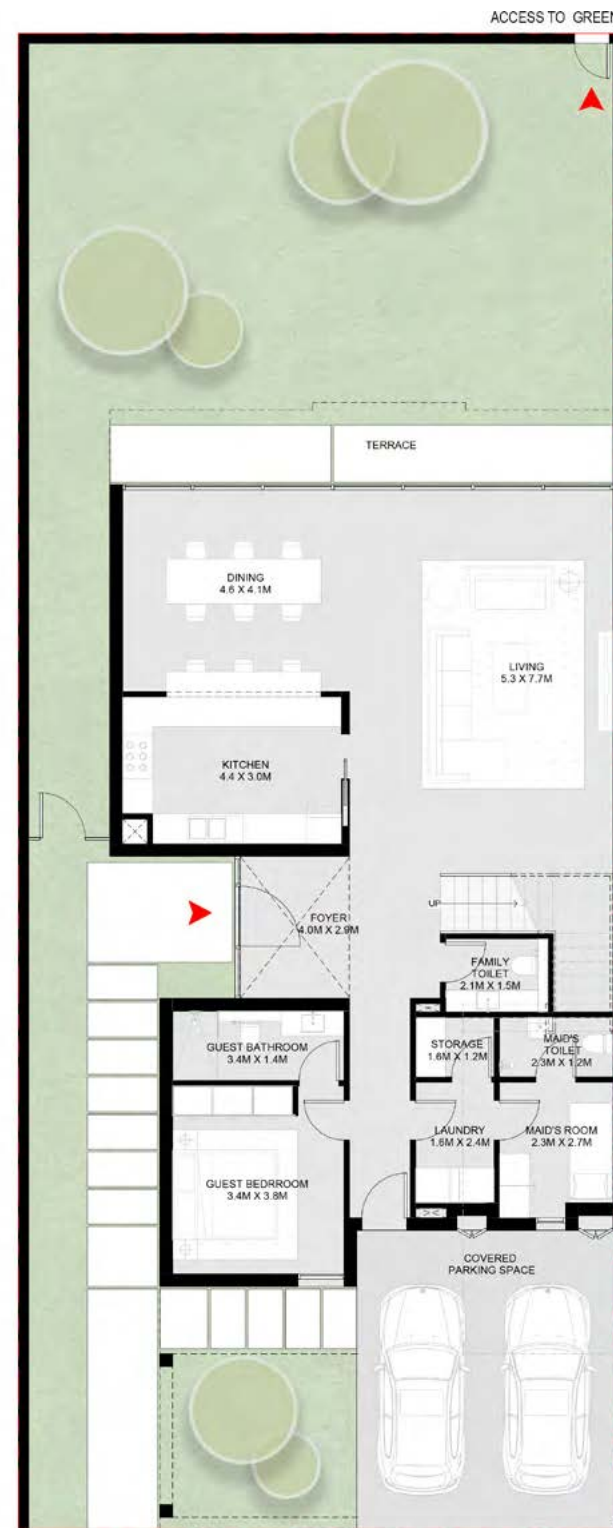 ACCESS TO GREEN
TERRACE
DINING
4.6 X 4.1M
LIVING
5.3 X 7.7M
KITCHEN
4.4 X 3.0M
UP
FOYER
4.0M X 2.9M
FAMILY
TOILET
2.1M X 1.5M
GUEST BATHROOM
3.4M X 1.4M
STORAGE
1.6M X 1.2M
MAID'S
TOILET
2.3M X 1.2M
LAUNDRY
1.6M X 2.4M
MAID'S ROOM
2.3M X 2.7M
GUEST BEDRROOM
3.4M X 3.8M
COVERED
PARKING SPACE